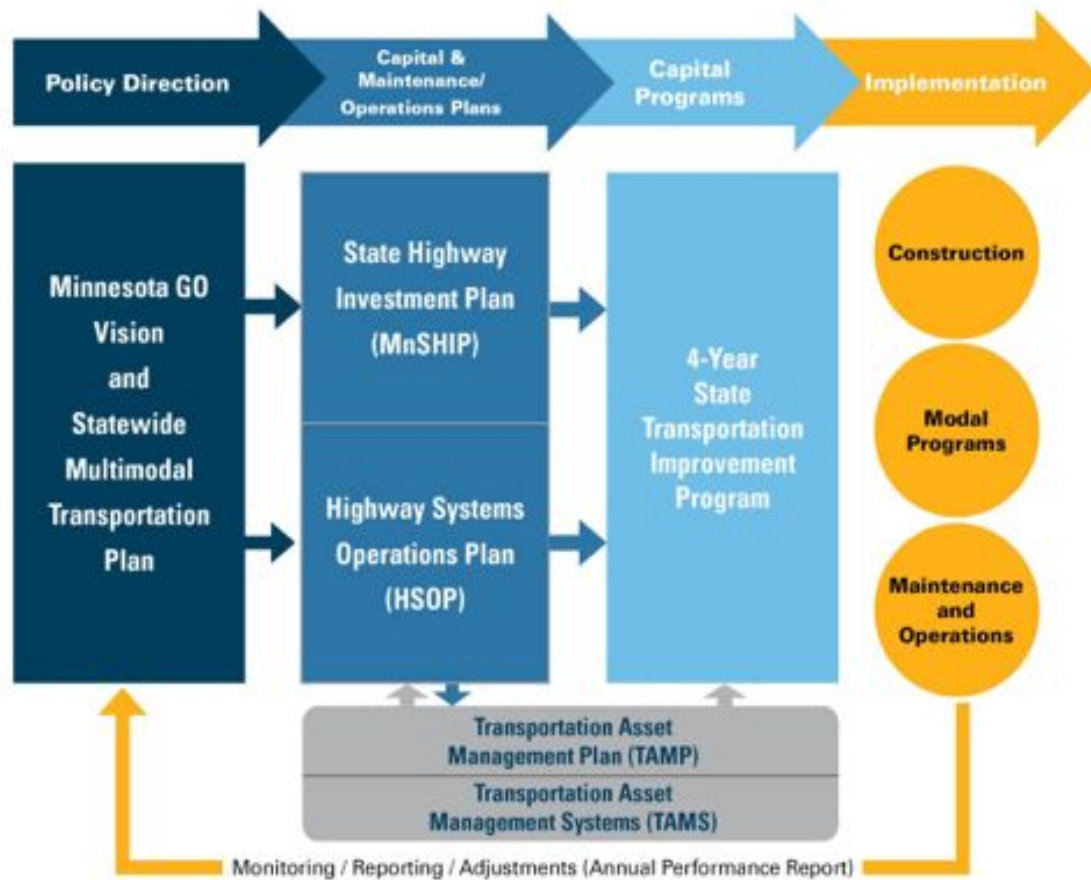 Policy Direction
Capital &
Maintenance/
Operations Plans
Capital
Programs
Implementation
Minnesota GO
Vision
and
Statewide
Multimodal
Transportation
Plan
State Highway
Investment Plan
(MnSHIP)
Highway Systems
Operations Plan
(HSOP)
4-Year
State
Transportation
Improvement
Program
Construction
Modal
Programs
Maintenance
and
Operations
Transportation Asset
Management Plan (TAMP)
Transportation Asset
Management Systems (TAMS)
Monitoring / Reporting / Adjustments (Annual Performance Report)